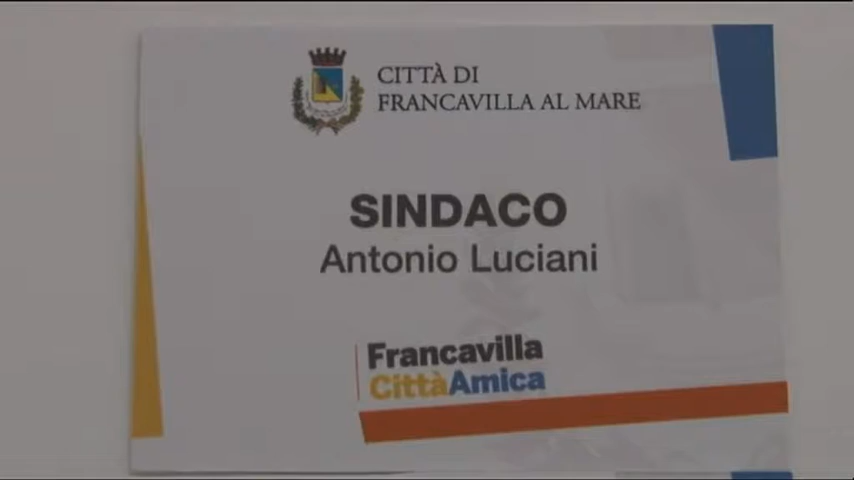 CITTÀ DI
FRANCAVILLA AL MARE
SINDACO
Antonio Luciani
Francavilla
CittàAmica